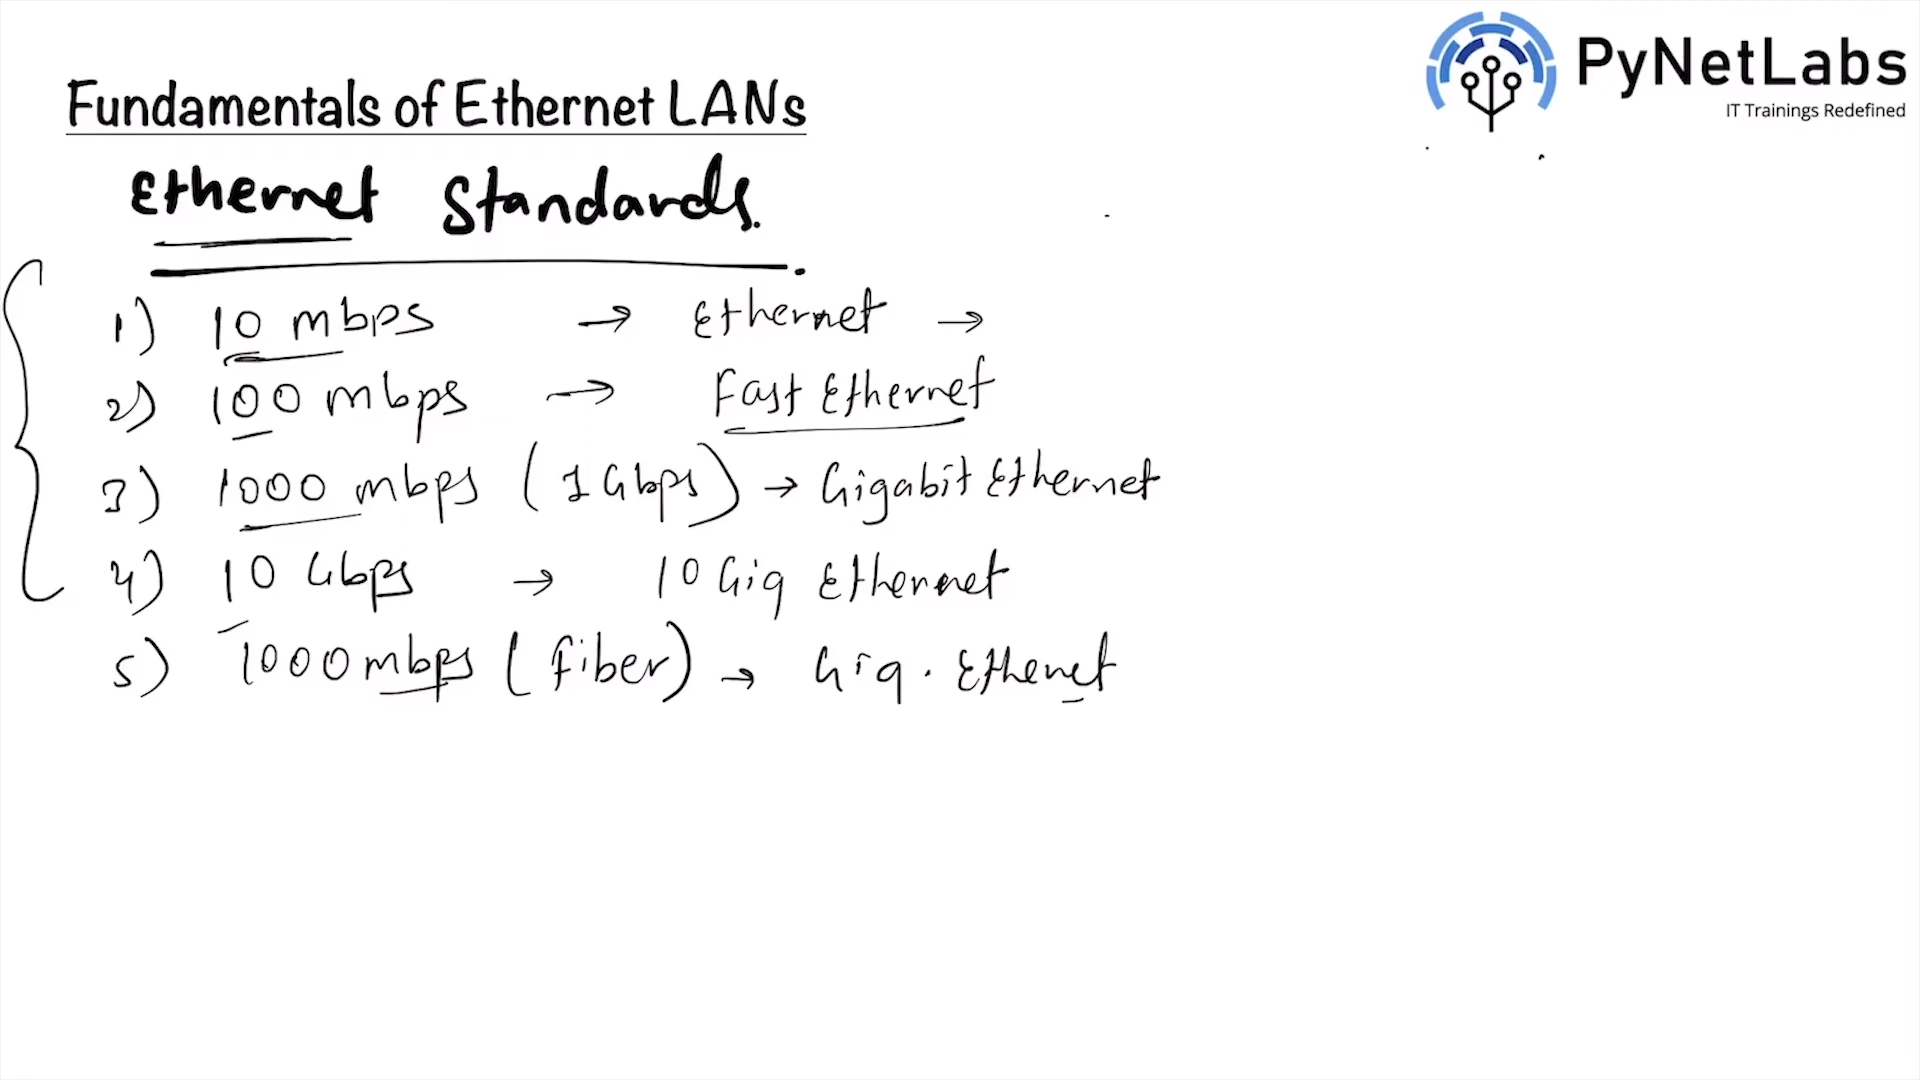 PyNetLabs
IT Trainings Redefined
Fundamentals of Ethernet LANs
Ethernet Standards.
1) 10 mbps → Ethernet →
2) 100 mbps → Fast Ethernet
3) 1000 mbps (1 Gbps) → Gigabit Ethernet
4) 10 Gbps → 10 Gig Ethernet
5) 1000 mbps (fiber) → Gig. Ethenet